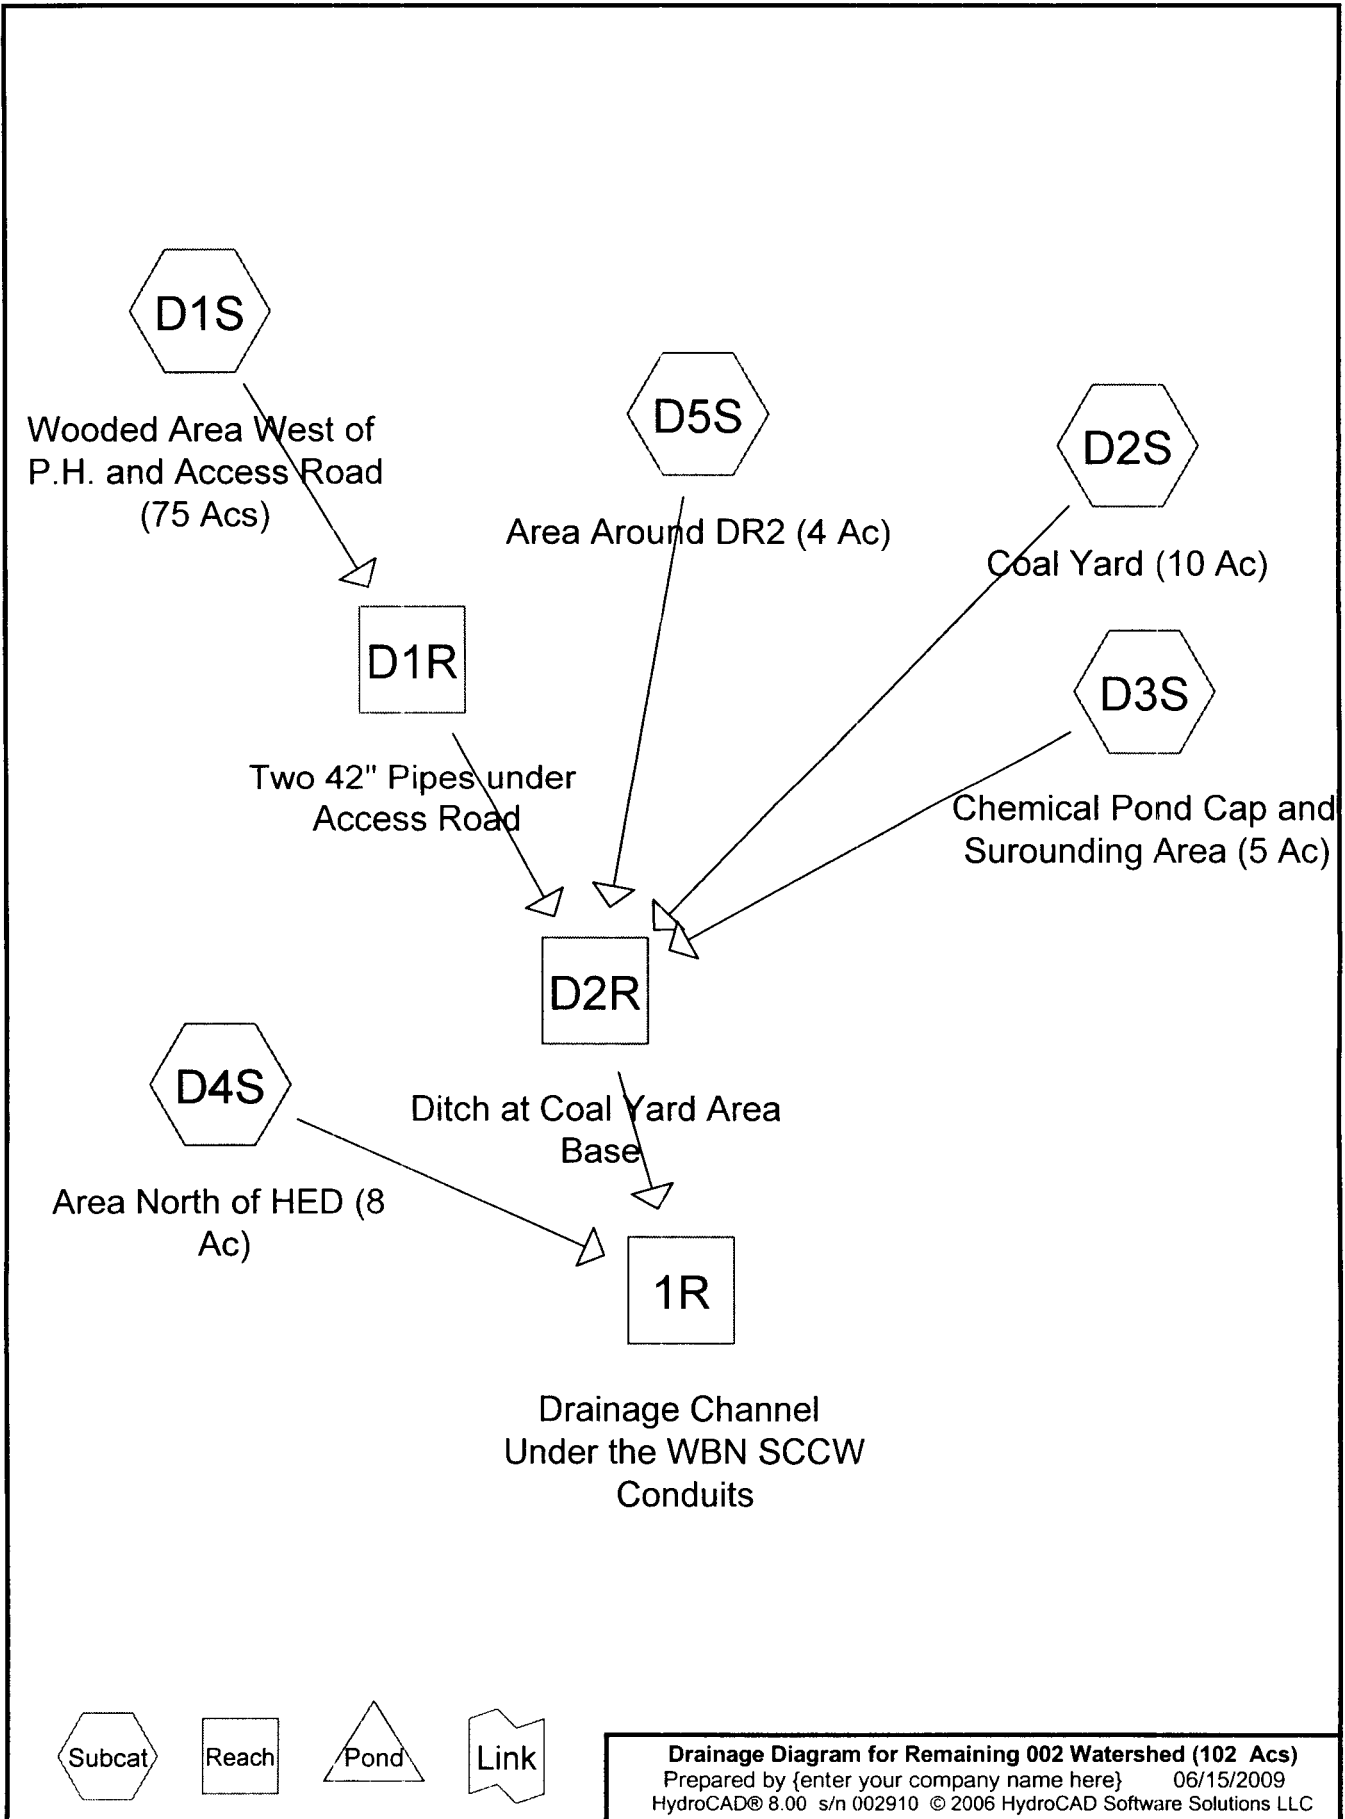 D1S
Wooded Area West of
P.H. and Access Road
(75 Acs)
D5S
Area Around DR2 (4 Ac)
D2S
Coal Yard (10 Ac)
D1R
Two 42" Pipes under
Access Road
D3S
Chemical Pond Cap and
Surounding Area (5 Ac)
D2R
Ditch at Coal Yard Area
Base
D4S
Area North of HED (8
Ac)
1R
Drainage Channel
Under the WBN SCCW
Conduits
Subcat
Reach
Pond
Link
Drainage Diagram for Remaining 002 Watershed (102 Acs)
Prepared by {enter your company name here} 06/15/2009
HydroCAD® 8.00 s/n 002910 © 2006 HydroCAD Software Solutions LLC